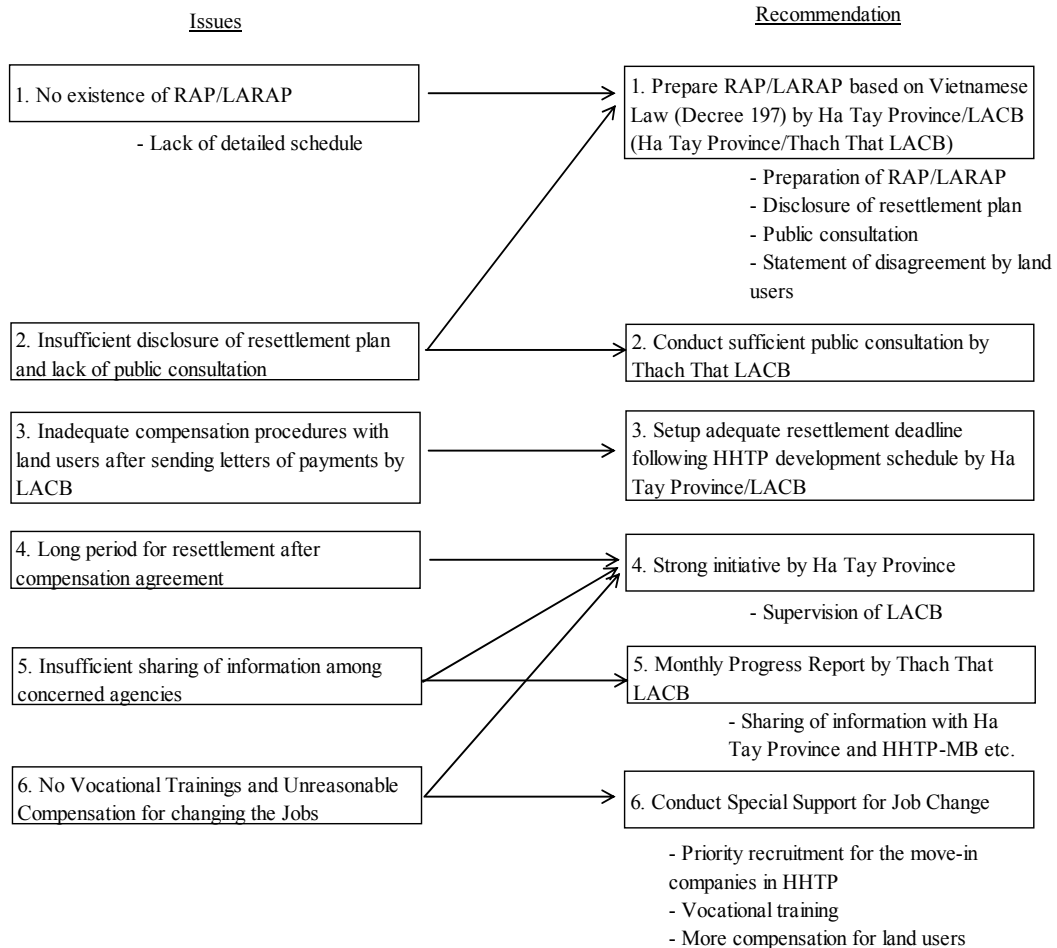 Issues
Recommendation
1. No existence of RAP/LARAP
- Lack of detailed schedule
1. Prepare RAP/LARAP based on Vietnamese
Law (Decree 197) by Ha Tay Province/LACB
(Ha Tay Province/Thach That LACB)
- Preparation of RAP/LARAP
- Disclosure of resettlement plan
- Public consultation
- Statement of disagreement by land
users
2. Insufficient disclosure of resettlement plan
and lack of public consultation
2. Conduct sufficient public consultation by
Thach That LACB
3. Inadequate compensation procedures with
land users after sending letters of payments by
LACB
3. Setup adequate resettlement deadline
following HHTP development schedule by Ha
Tay Province/LACB
4. Long period for resettlement after
compensation agreement
4. Strong initiative by Ha Tay Province
- Supervision of LACB
5. Insufficient sharing of information among
concerned agencies
5. Monthly Progress Report by Thach That
LACB
- Sharing of information with Ha
Tay Province and HHTP-MB etc.
6. No Vocational Trainings and Unreasonable
Compensation for changing the Jobs
6. Conduct Special Support for Job Change
- Priority recruitment for the move-in
companies in HHTP
- Vocational training
- More compensation for land users